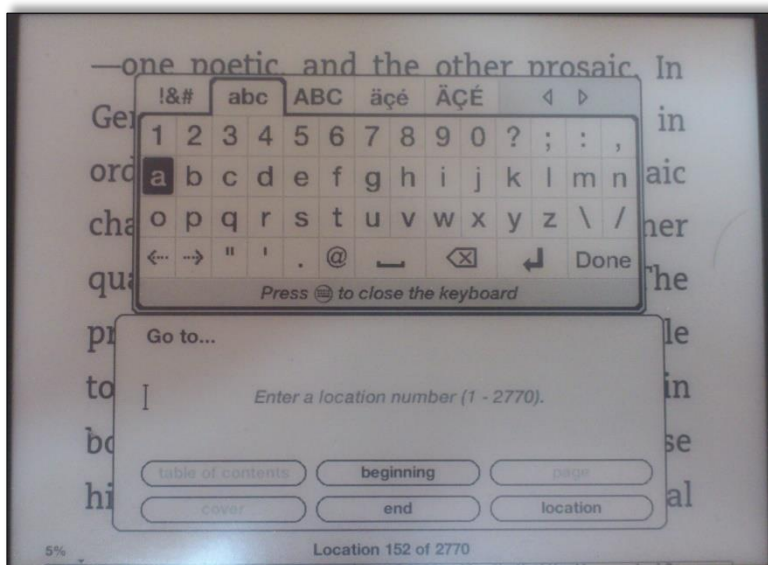 —one poetic, and the other prosaic. In
!&# abc ABC äçé ÄÇÉ
in
1 2 3 4 5 6 7 8 9 0 ? ; : ,
ord aic
a b c d e f g h i j k l m n
cha her
o p q r s t u v w x y z \ /
" ' . @ Done
qua The
Press to close the keyboard
pr le
Go to...
to in
Enter a location number (1 - 2770).
bo se
table of contents beginning page
hi al
cover end location
5% Location 152 of 2770